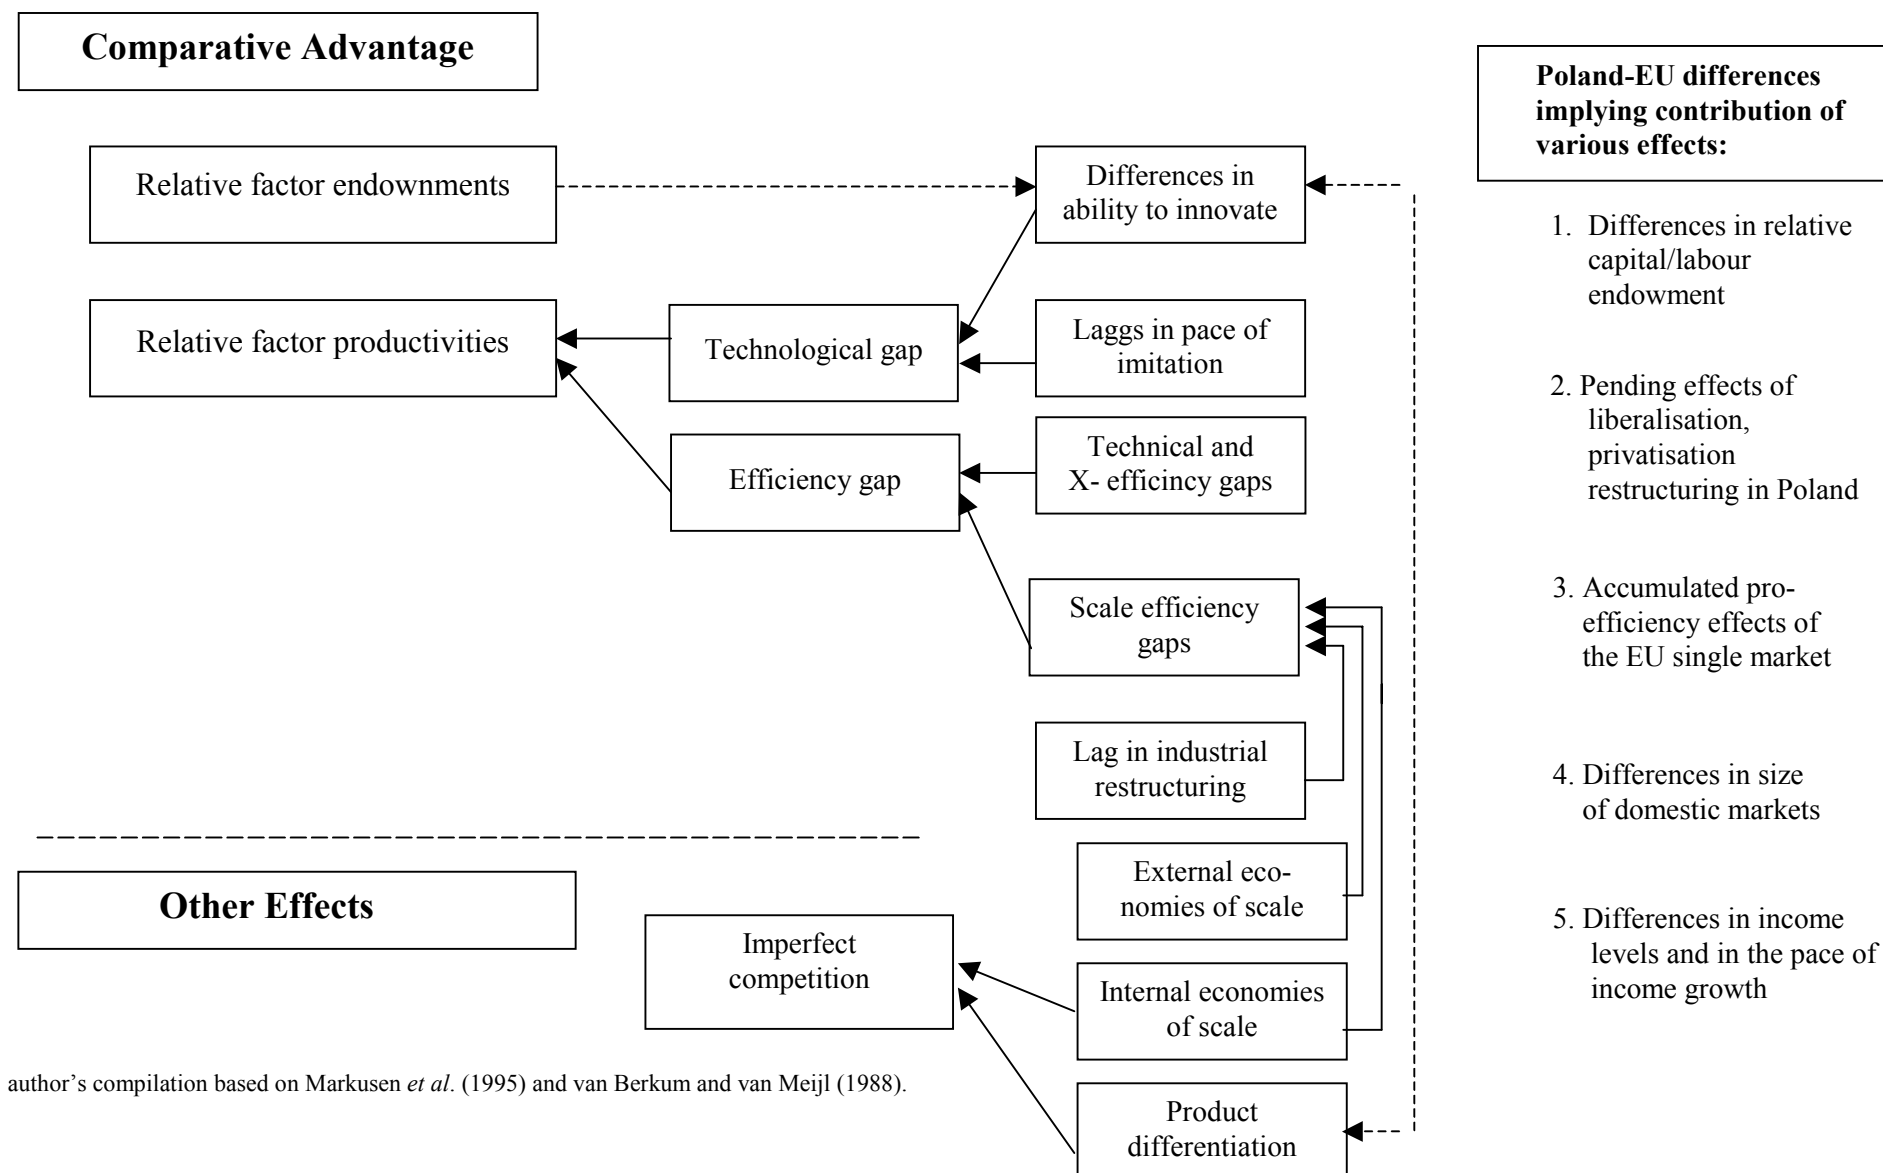 Comparative Advantage
Relative factor endownments
Differences in
ability to innovate
Relative factor productivities
Technological gap
Laggs in pace of
imitation
Efficiency gap
Technical and
X- efficincy gaps
Scale efficiency
gaps
Lag in industrial
restructuring
Other Effects
External eco-
nomies of scale
Imperfect
competition
Internal economies
of scale
Product
differentiation
author’s compilation based on Markusen et al. (1995) and van Berkum and van Meijl (1988).
Poland-EU differences
implying contribution of
various effects:
1. Differences in relative
capital/labour
endowment
2. Pending effects of
liberalisation,
privatisation
restructuring in Poland
3. Accumulated pro-
efficiency effects of
the EU single market
4. Differences in size
of domestic markets
5. Differences in income
levels and in the pace of
income growth